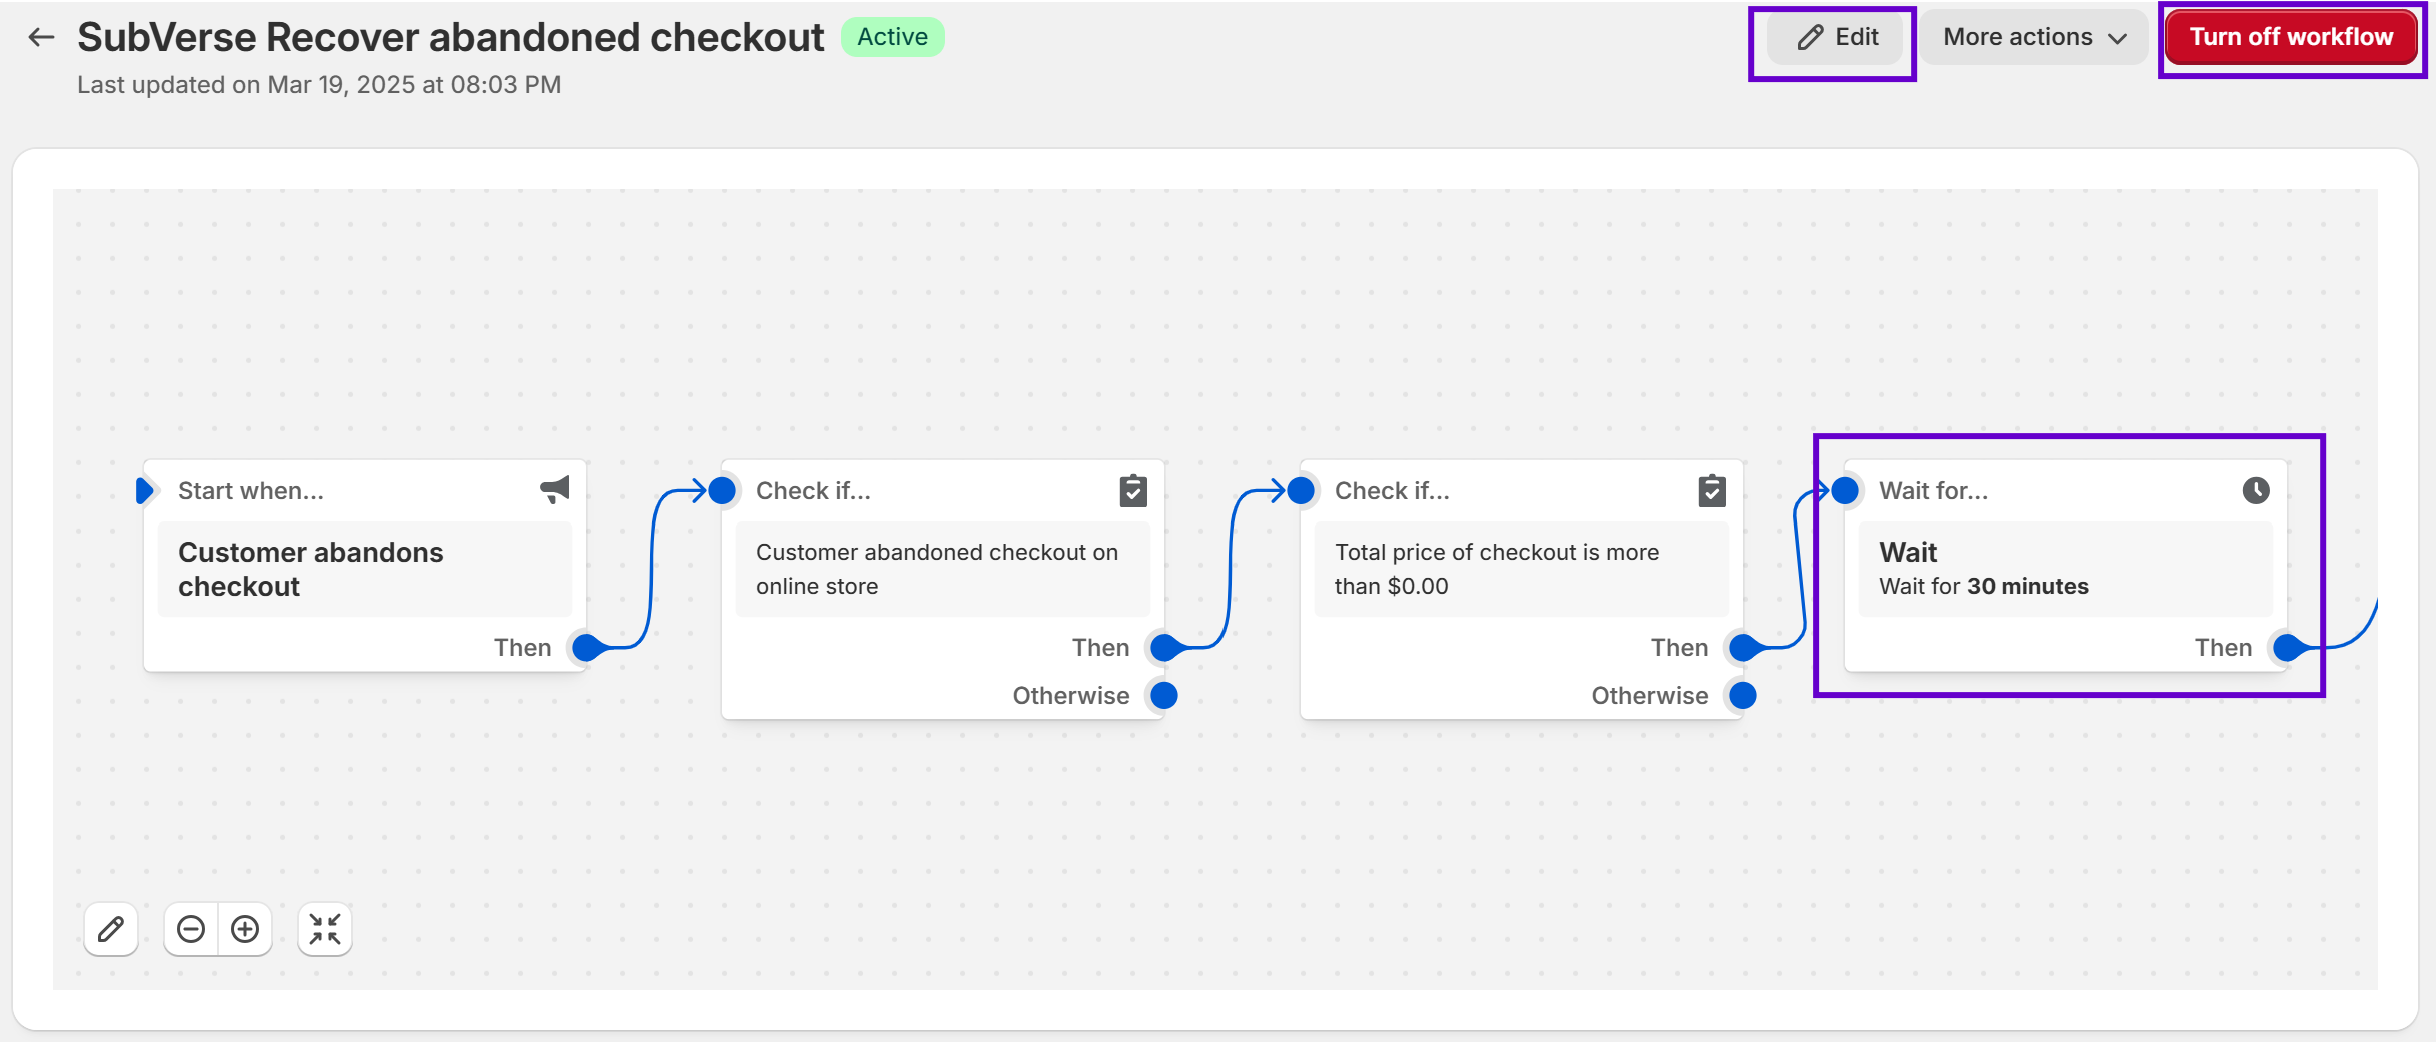 SubVerse Recover abandoned checkout
Active
Edit
More actions
Turn off workflow
Last updated on Mar 19, 2025 at 08:03 PM
Start when...
Customer abandons
checkout
Then
Check if...
Customer abandoned checkout on
online store
Then
Otherwise
Check if...
Total price of checkout is more
than $0.00
Then
Otherwise
Wait for...
Wait
Wait for 30 minutes
Then